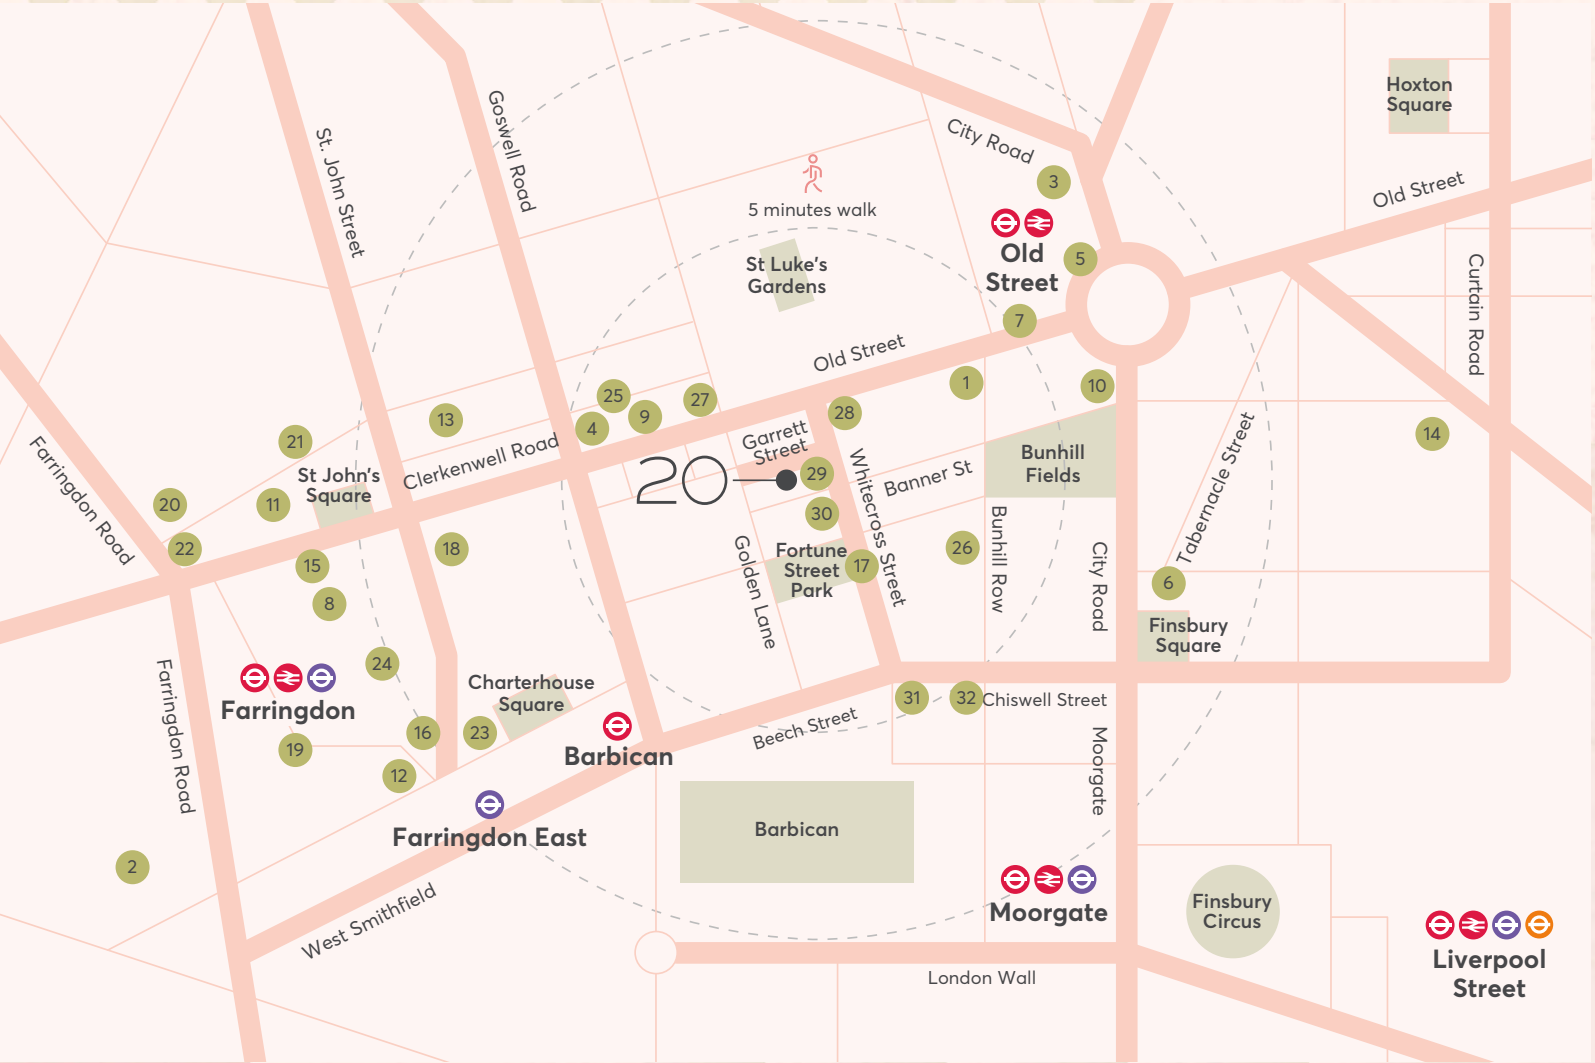 Hoxton
Square
City Road
Goswell Road
St. John Street
3
5 minutes walk
Old Street
Old
Street
5
St Luke's
Gardens
7
Curtain Road
Old Street
1
10
25
9
27
4
28
13
21
14
Garrett
Street
Clerkenwell Road
St John's
Square
Bunhill
Fields
Farringdon Road
20
29
Whitecross Street
Banner St
Tabernacle Street
20
11
30
22
18
26
Bunhill Row
City Road
15
Fortune
Street
Park
17
Golden Lane
6
8
Finsbury
Square
24
Farringdon
Farringdon Road
Charterhouse
Square
31
32
Chiswell Street
16
23
Barbican
Beech Street
19
12
Moorgate
Farringdon East
Barbican
2
West Smithfield
Moorgate
Finsbury
Circus
Liverpool
Street
London Wall